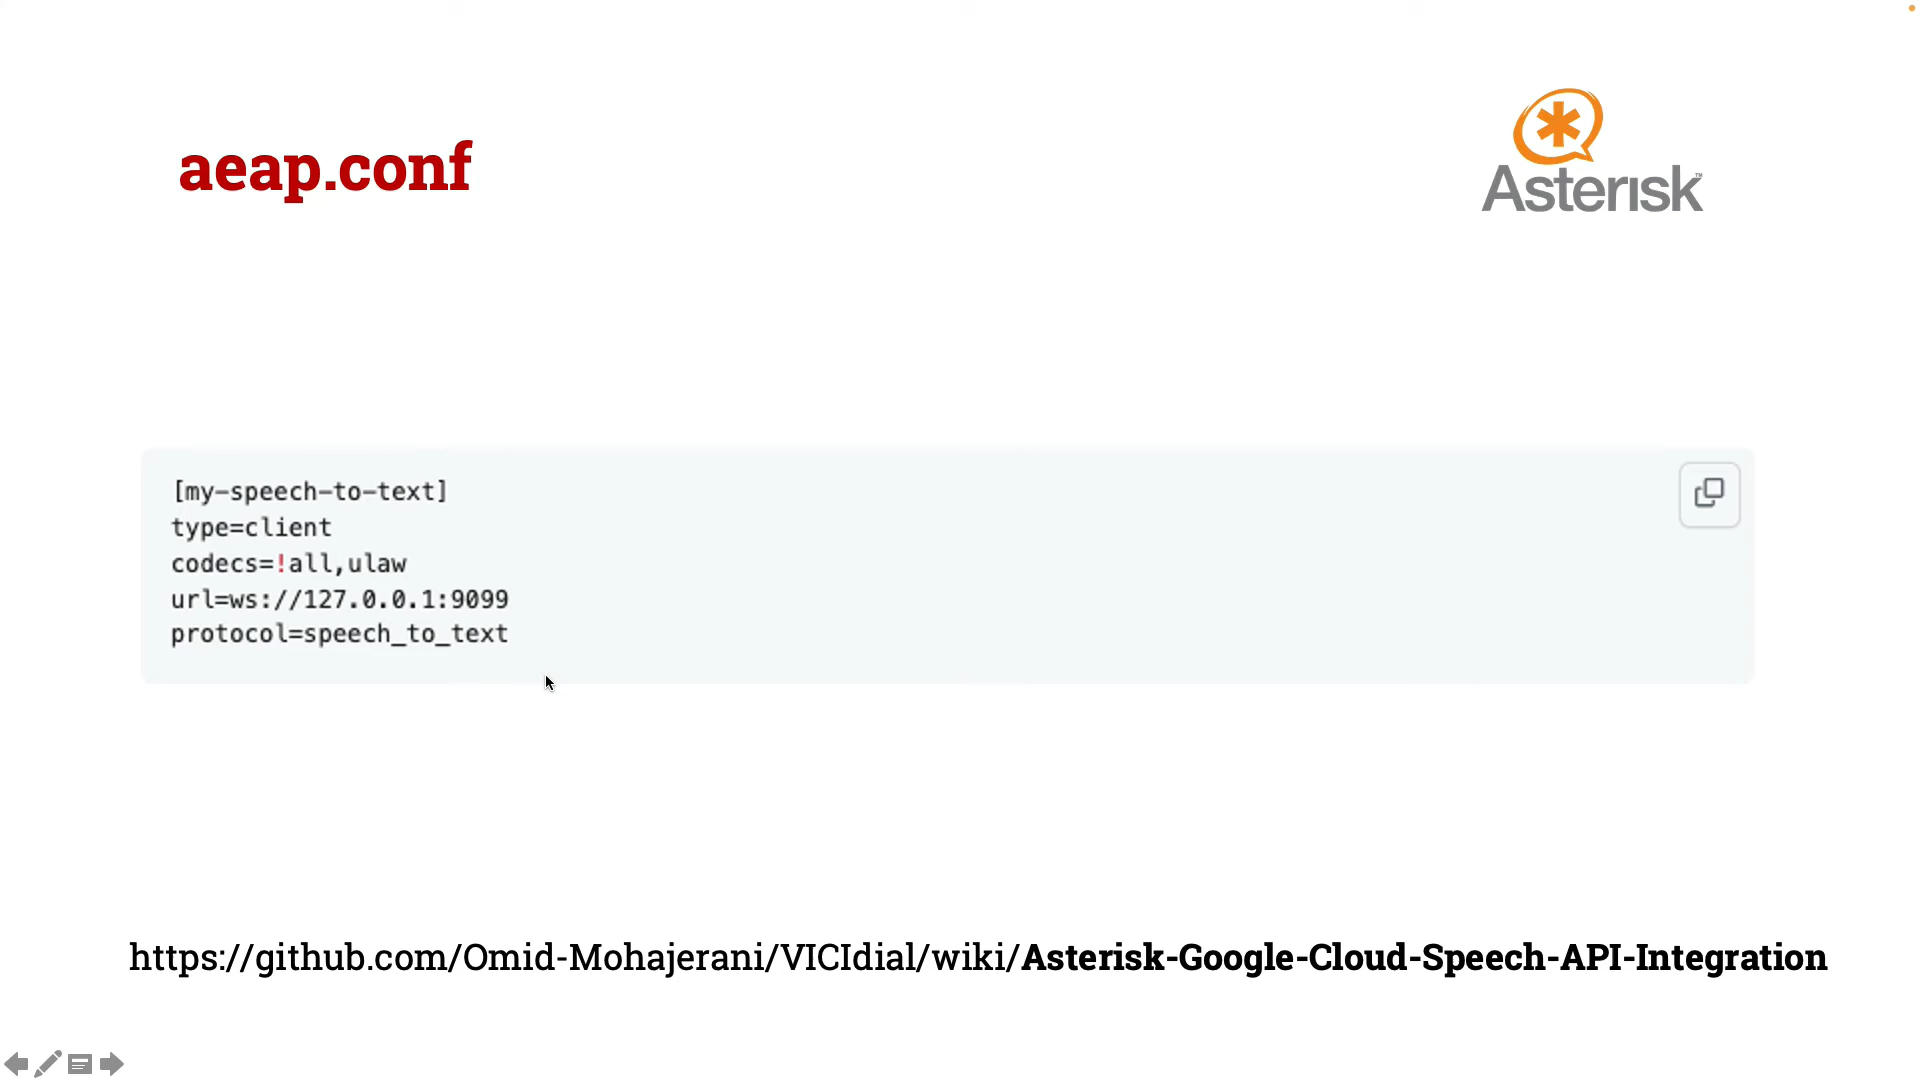 aeap.conf
Asterisk™
[my-speech-to-text]
type=client
codecs=!all,ulaw
url=ws://127.0.0.1:9099
protocol=speech_to_text
https://github.com/Omid-Mohajerani/VICIdial/wiki/Asterisk-Google-Cloud-Speech-API-Integration